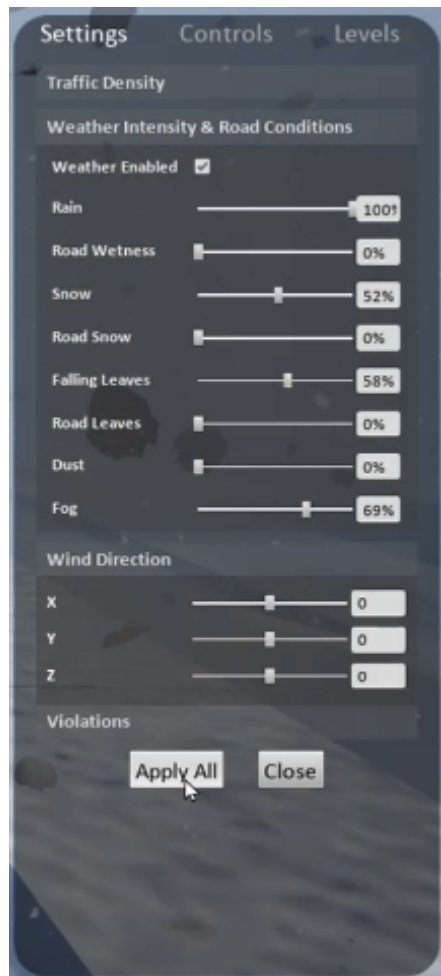 Settings Controls Levels
Traffic Density
Weather Intensity & Road Conditions
Weather Enabled
Rain 100%
Road Wetness 0%
Snow 52%
Road Snow 0%
Falling Leaves 58%
Road Leaves 0%
Dust 0%
Fog 69%
Wind Direction
X 0
Y 0
Z 0
Violations
Apply All Close